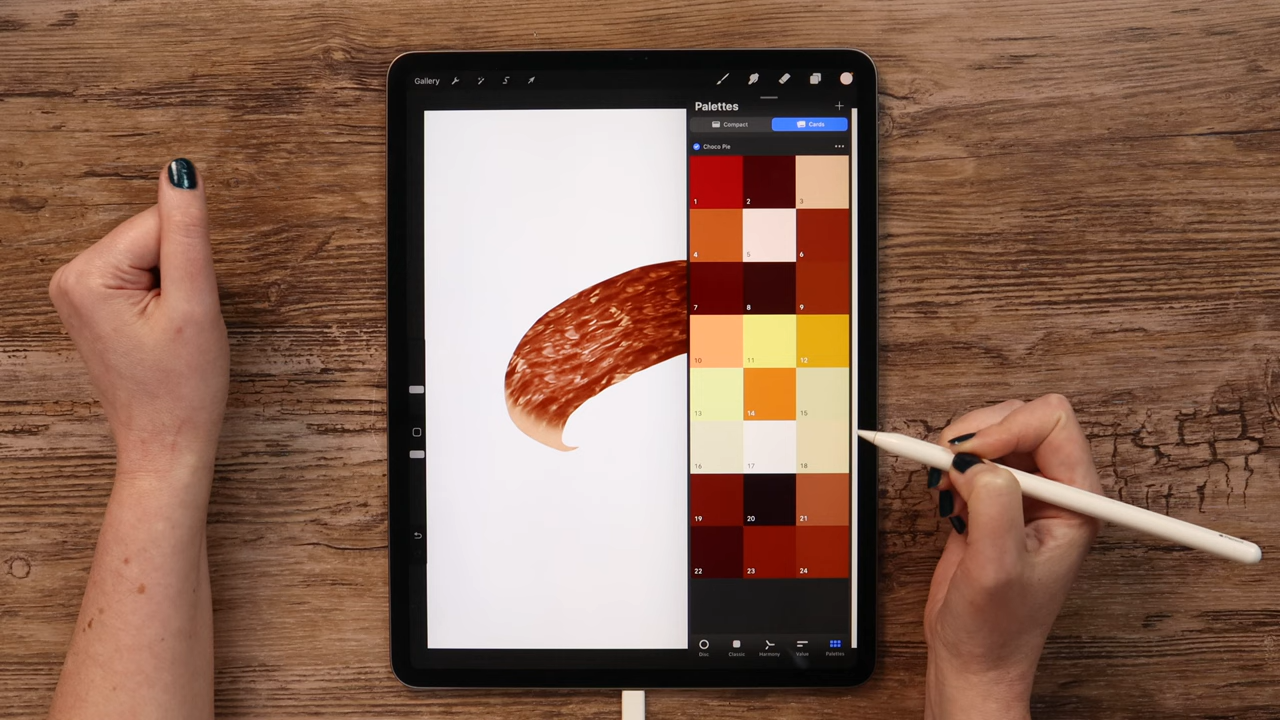 Gallery
Palettes
Compact
Cards
Choco Pie
1 2 3
4 5 6
7 8 9
10 11 12
13 14 15
16 17 18
19 20 21
22 23 24
Disc Classic Harmony Value Palettes